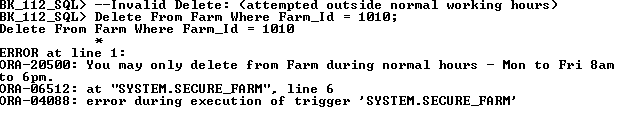 BK_112_SQL> --Invalid Delete: (attempted outside normal working hours)
BK_112_SQL> Delete From Farm Where Farm_Id = 1010;
Delete From Farm Where Farm_Id = 1010
*
ERROR at line 1:
ORA-20500: You may only delete from Farm during normal hours - Mon to Fri 8am
to 6pm.
ORA-06512: at "SYSTEM.SECURE_FARM", line 6
ORA-04088: error during execution of trigger 'SYSTEM.SECURE_FARM'